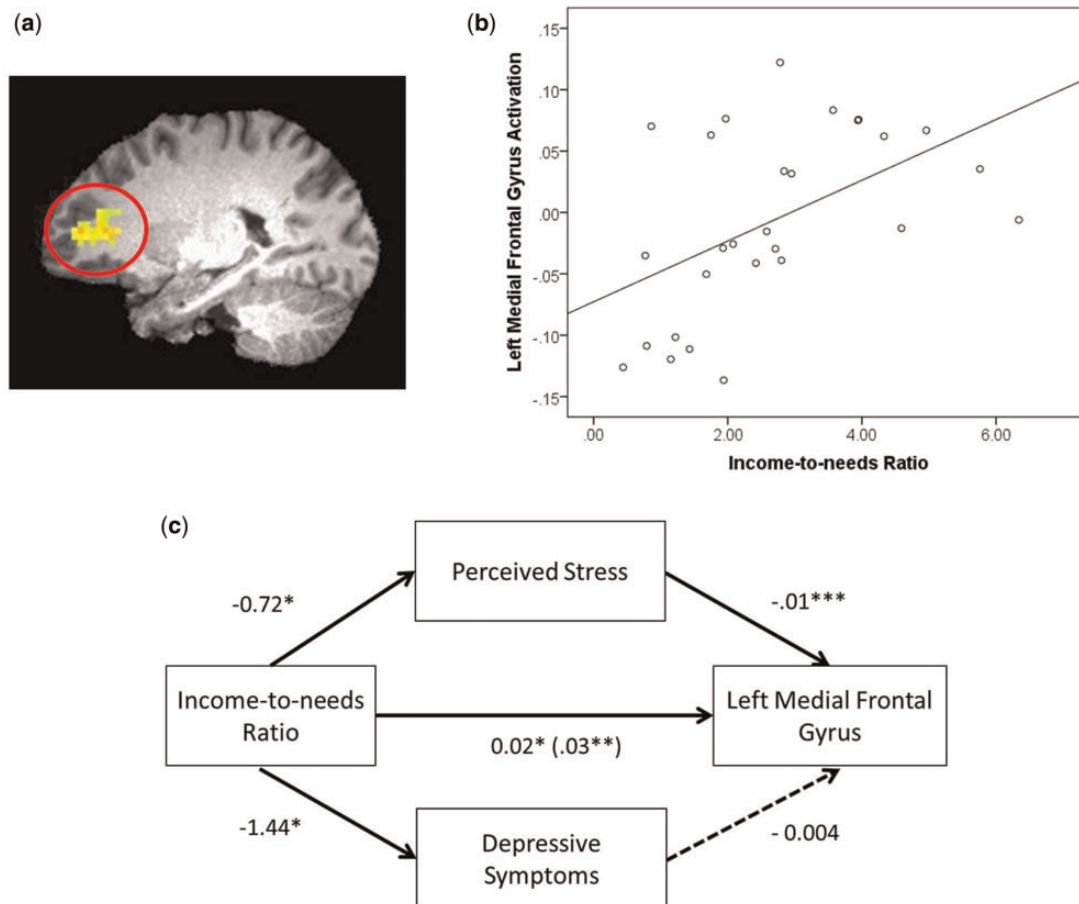 (a)
(b)
.15
.10
.05
.00
-.05
-.10
-.15
Left Medial Frontal Gyrus Activation
.00 2.00 4.00 6.00
Income-to-needs Ratio
(c)
Perceived Stress
-0.72*
-.01***
Income-to-needs
Ratio
Left Medial Frontal
Gyrus
0.02* (.03**)
-1.44*
- 0.004
Depressive
Symptoms